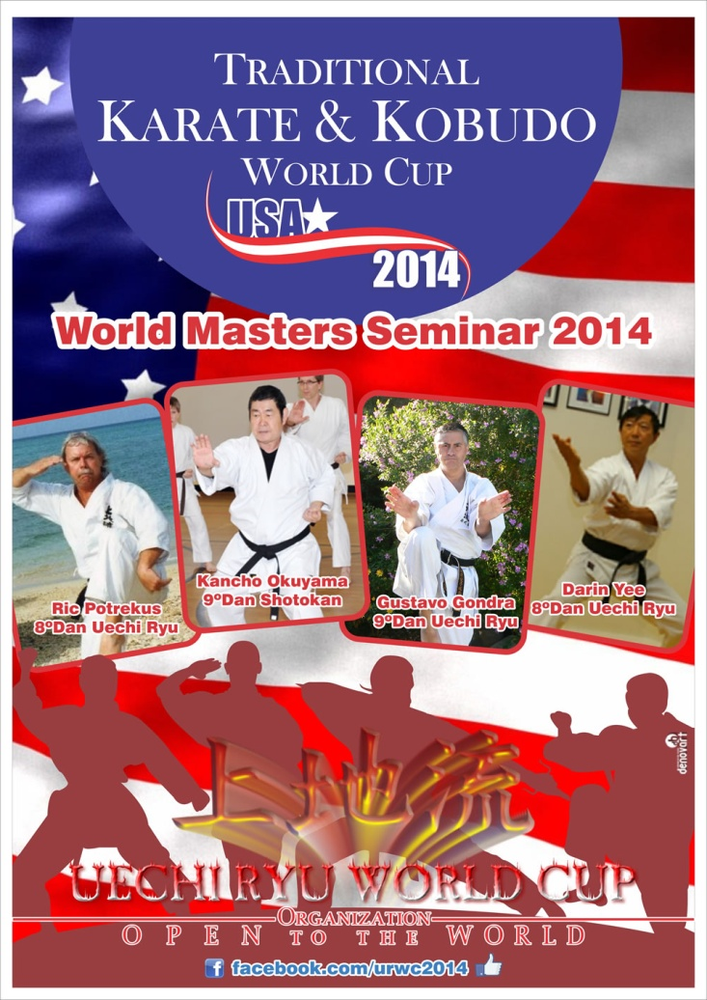 TRADITIONAL
KARATE & KOBUDO
WORLD CUP
USA
2014
World Masters Seminar 2014
Ric Potrekus
8ºDan Uechi Ryu
Kancho Okuyama
9ºDan Shotokan
Gustavo Gondra
9ºDan Uechi Ryu
Darin Yee
8ºDan Uechi Ryu
上地流
UECHI RYU WORLD CUP
ORGANIZATION
OPEN TO THE WORLD
facebook.com/urwc2014
denovart